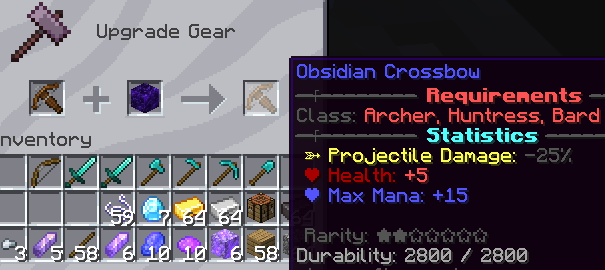 Upgrade Gear
Obsidian Crossbow
Requirements
Class: Archer, Huntress, Bard
Statistics
Projectile Damage: -25%
Health: +5
Max Mana: +15
Rarity: ★★☆☆☆☆☆
Durability: 2800 / 2800
nventory
59 7 64 64
3 5 58 6 10 10 6 58